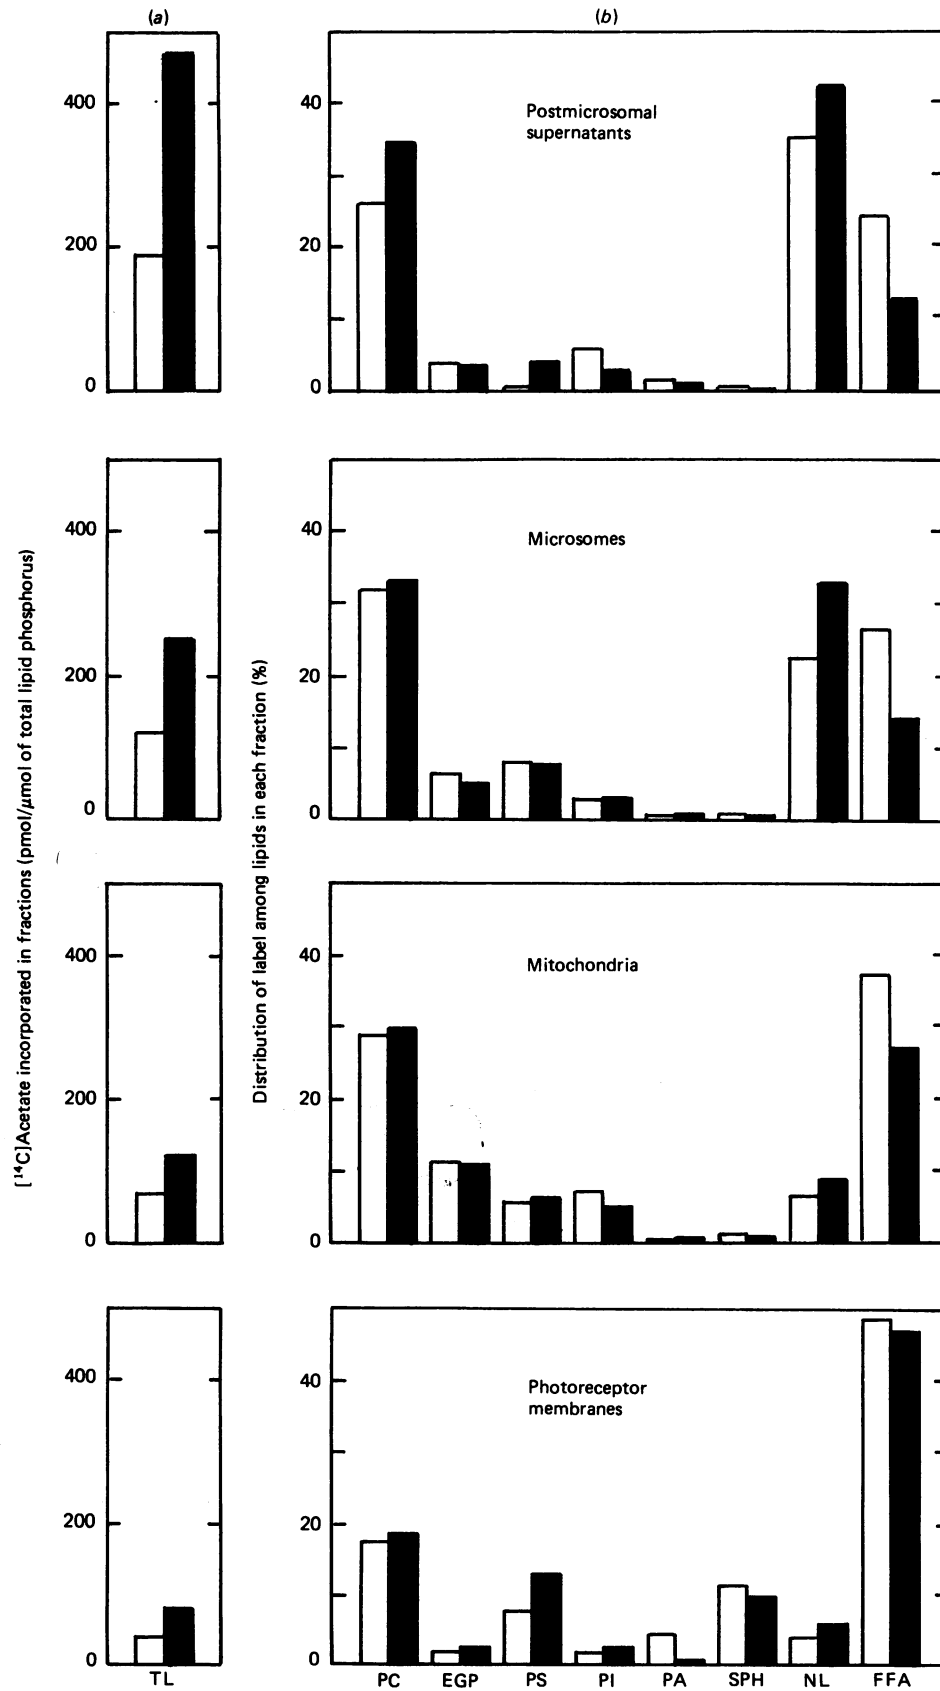 (a)
(b)
[¹⁴C]Acetate incorporated in fractions (pmol/μmol of total lipid phosphorus)
Distribution of label among lipids in each fraction (%)
400
200
0
40
20
0
Postmicrosomal
supernatants
400
200
0
40
20
0
Microsomes
400
200
0
40
20
0
Mitochondria
400
200
0
40
20
0
Photoreceptor
membranes
TL
PC EGP PS PI PA SPH NL FFA